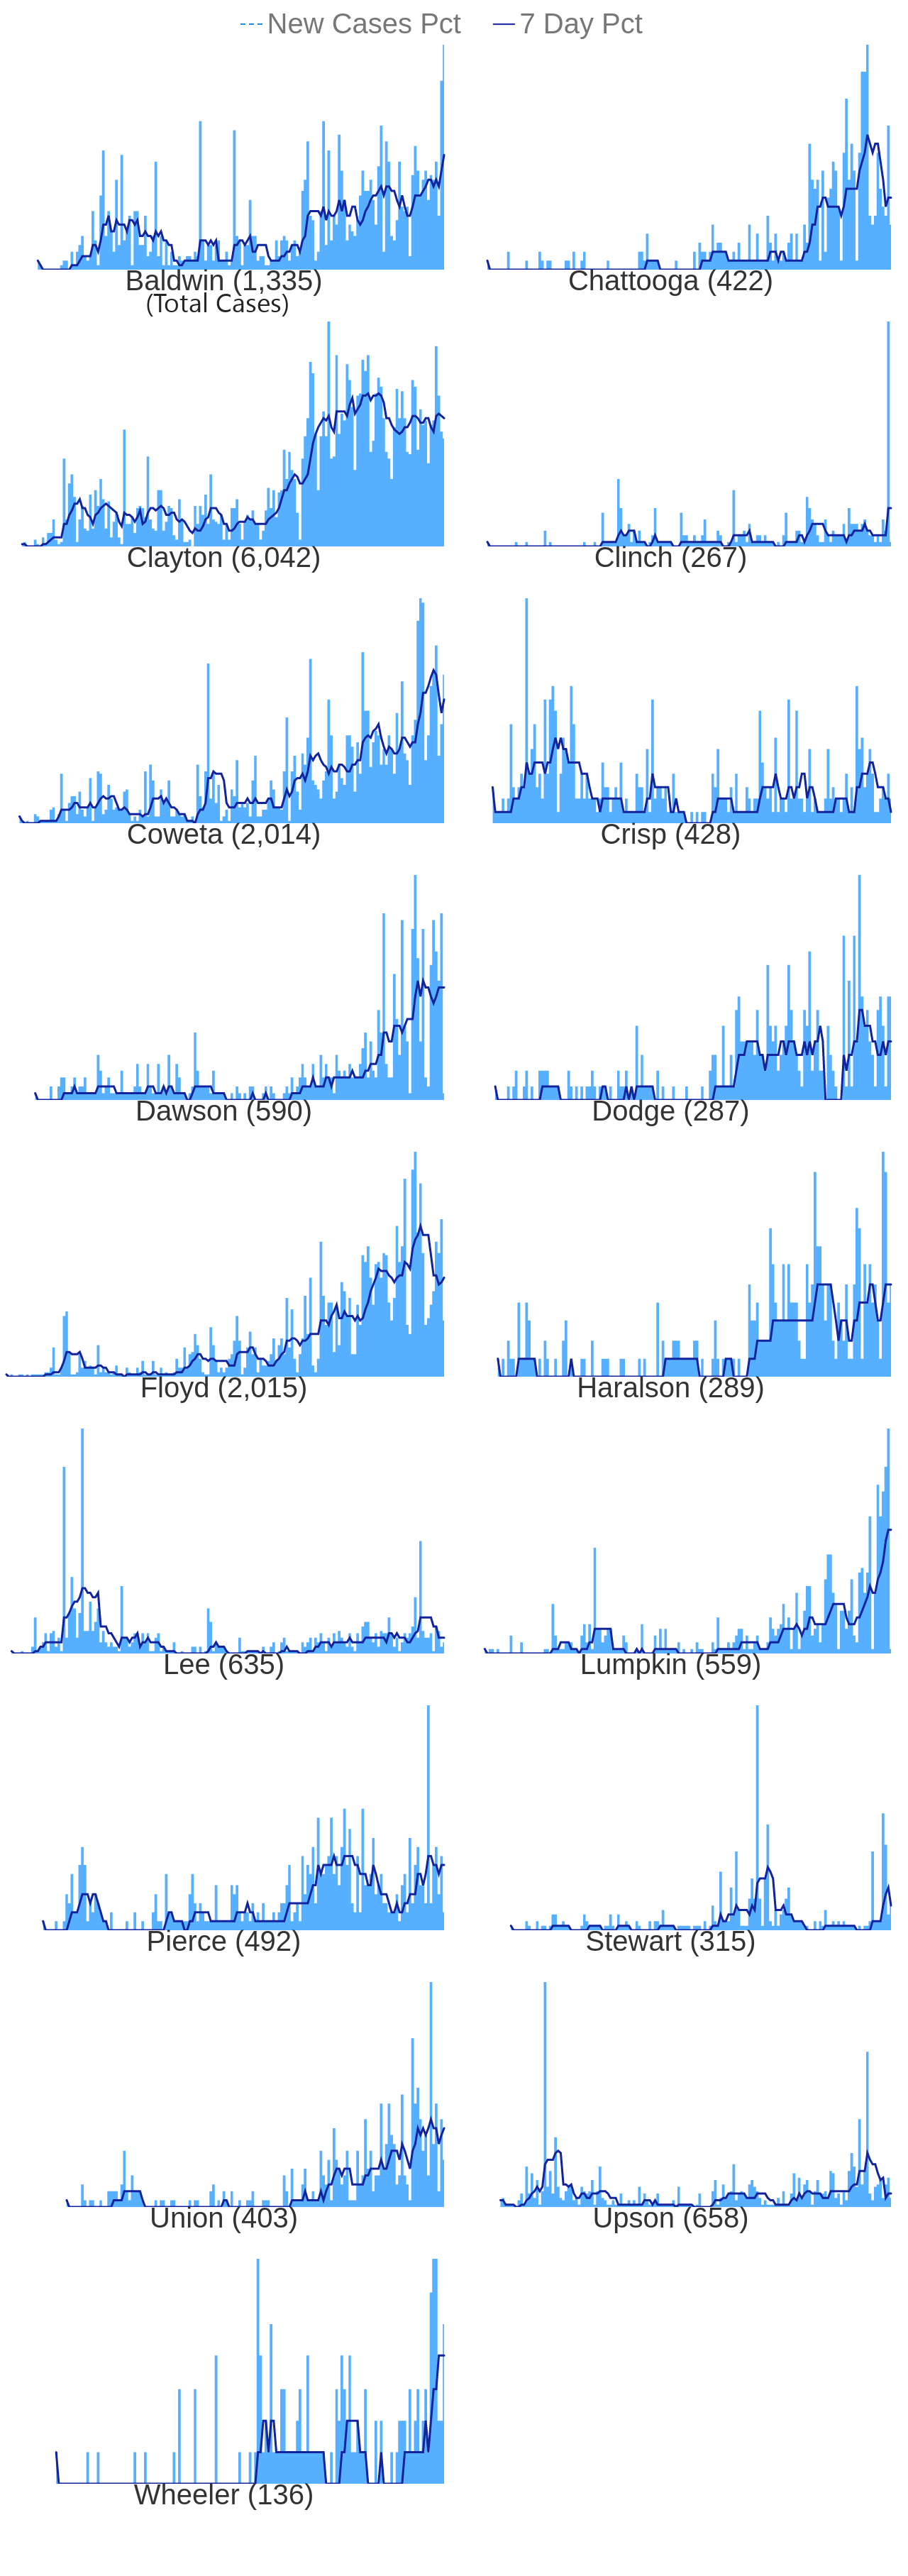 New Cases Pct 7 Day Pct
Baldwin (1,335) Chattooga (422)
(Total Cases)
Clayton (6,042) Clinch (267)
Coweta (2,014) Crisp (428)
Dawson (590) Dodge (287)
Floyd (2,015) Haralson (289)
Lee (635) Lumpkin (559)
Pierce (492) Stewart (315)
Union (403) Upson (658)
Wheeler (136)